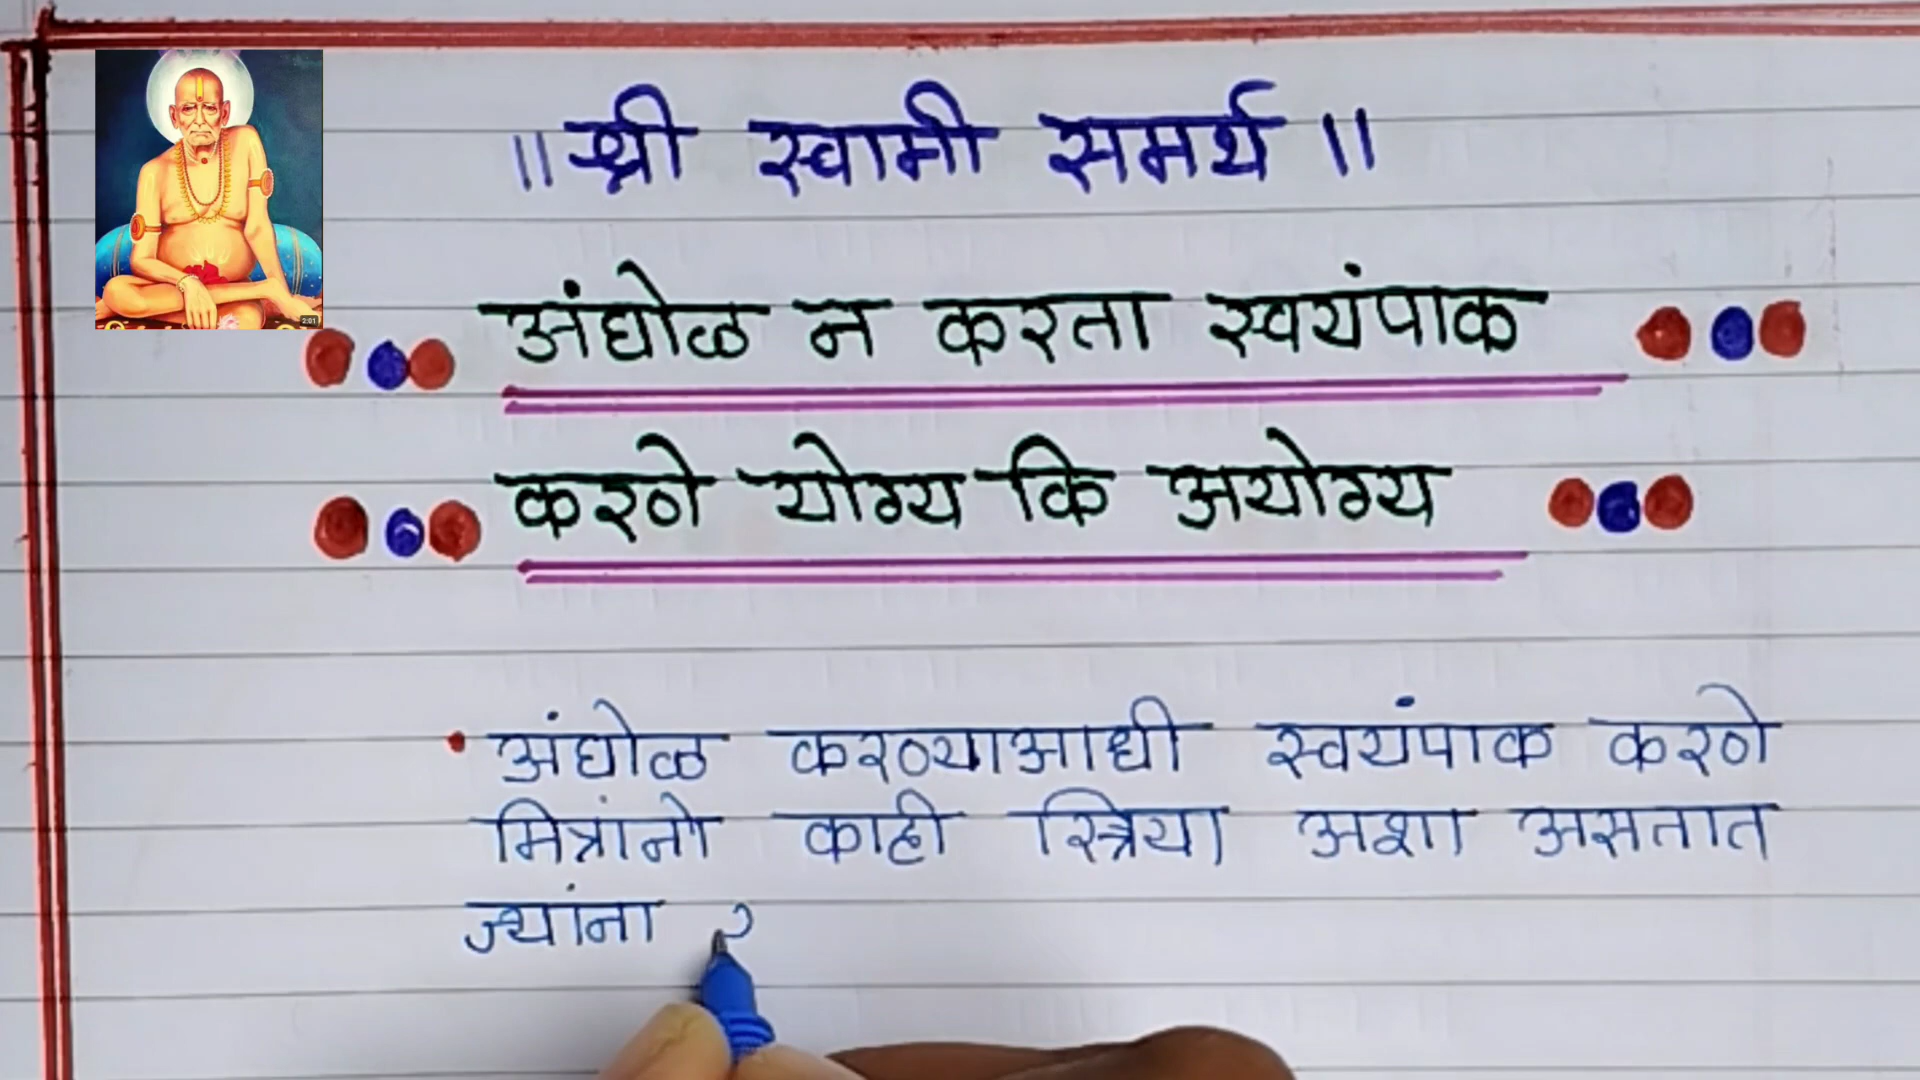 ॥ श्री स्वामी समर्थ ॥
अंघोळ न करता स्वयंपाक
करणे योग्य कि अयोग्य
• अंघोळ करण्याआधी स्वयंपाक करणे
मित्रांनो काही स्त्रिया अशा असतात
ज्यांना